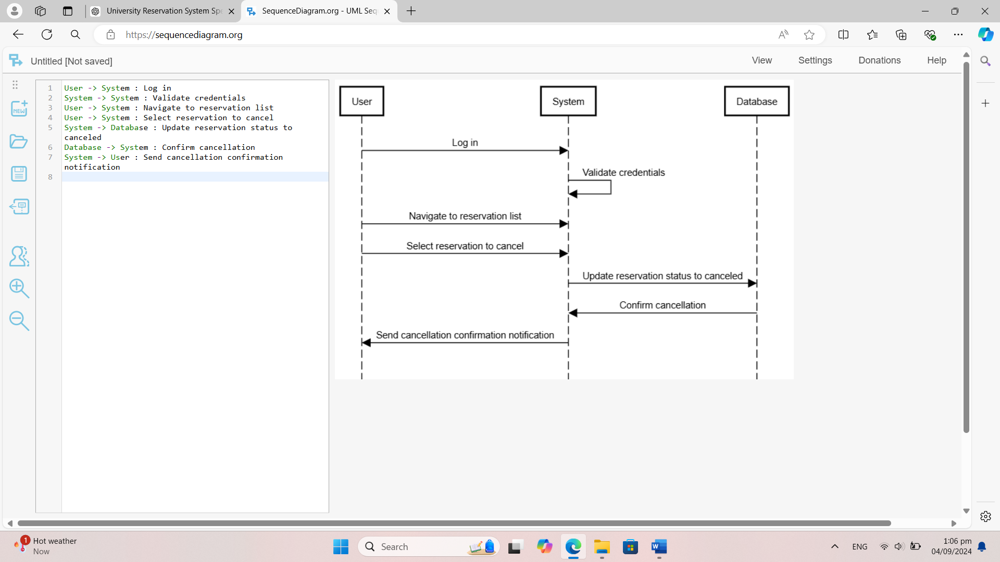 University Reservation System Spe
SequenceDiagram.org - UML Seq
https://sequencediagram.org
Untitled [Not saved]
View
Settings
Donations
Help
NEW
1 User -> System : Log in
2 System -> System : Validate credentials
3 User -> System : Navigate to reservation list
4 User -> System : Select reservation to cancel
5 System -> Database : Update reservation status to
canceled
6 Database -> System : Confirm cancellation
7 System -> User : Send cancellation confirmation
notification
8
User
System
Database
Log in
Validate credentials
Navigate to reservation list
Select reservation to cancel
Update reservation status to canceled
Confirm cancellation
Send cancellation confirmation notification
1
Hot weather
Now
Search
W
ENG
1:06 pm
04/09/2024